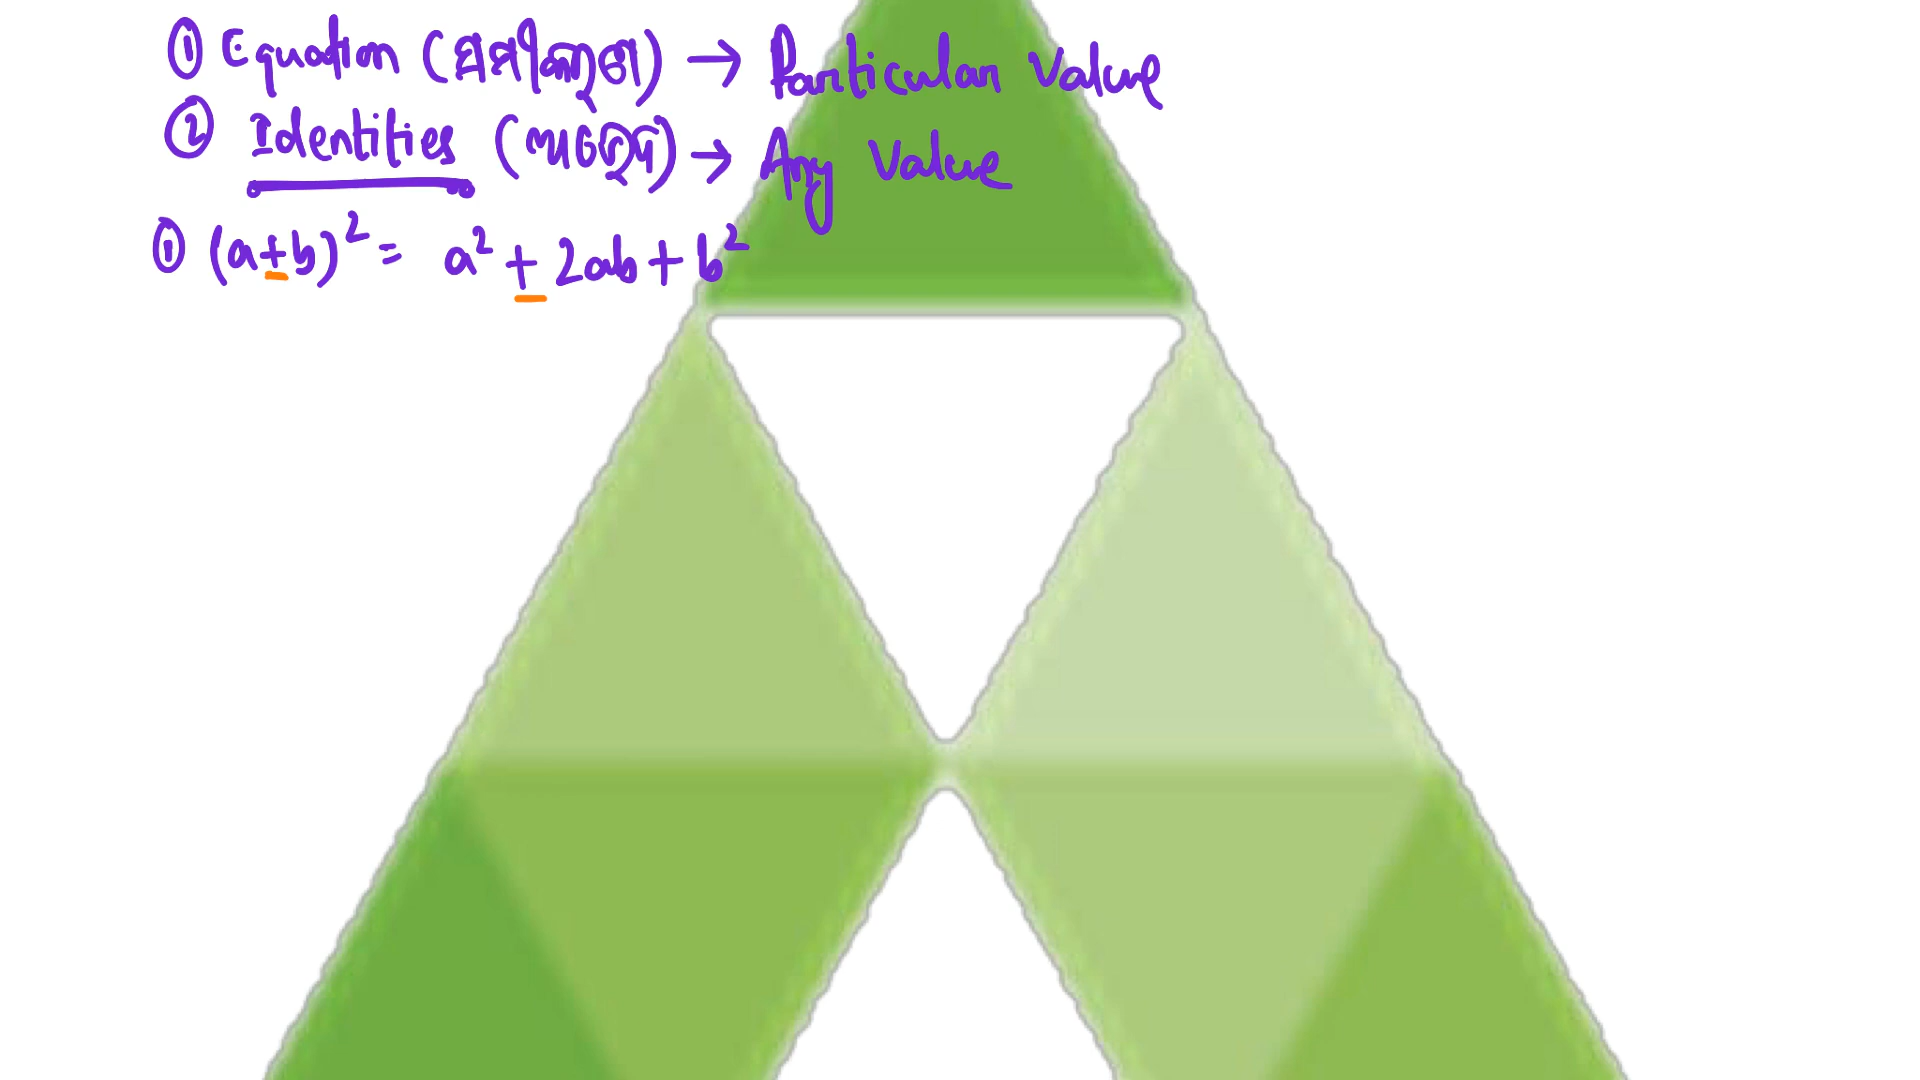 ① Equation (ସମୀକରଣ) → Particular Value
② Identities (ଅଭେଦ) → Any Value
① (a+b)² = a² + 2ab + b²